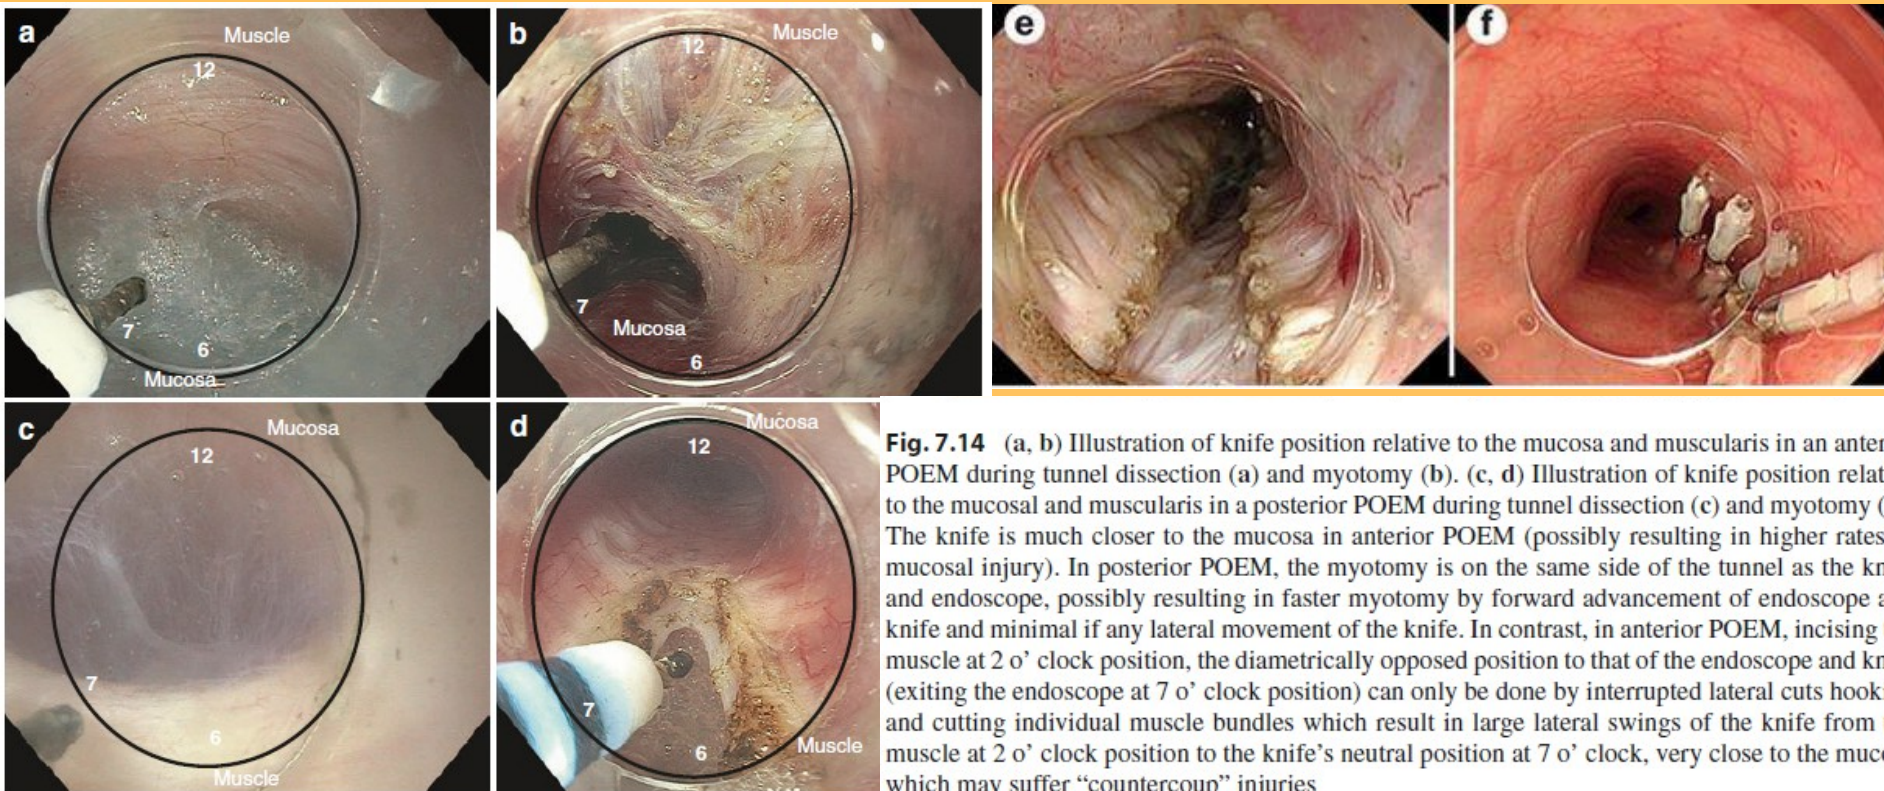 a
Muscle
12
7
6
Mucosa
b
Muscle
12
7
Mucosa
6
e
f
c
Mucosa
12
7
6
Muscle
d
Mucosa
12
7
6
Muscle
Fig. 7.14 (a, b) Illustration of knife position relative to the mucosa and muscularis in an anter
POEM during tunnel dissection (a) and myotomy (b). (c, d) Illustration of knife position relat
to the mucosal and muscularis in a posterior POEM during tunnel dissection (c) and myotomy (
The knife is much closer to the mucosa in anterior POEM (possibly resulting in higher rates
mucosal injury). In posterior POEM, the myotomy is on the same side of the tunnel as the kn
and endoscope, possibly resulting in faster myotomy by forward advancement of endoscope a
knife and minimal if any lateral movement of the knife. In contrast, in anterior POEM, incising
muscle at 2 o’ clock position, the diametrically opposed position to that of the endoscope and kn
(exiting the endoscope at 7 o’ clock position) can only be done by interrupted lateral cuts hook
and cutting individual muscle bundles which result in large lateral swings of the knife from
muscle at 2 o’ clock position to the knife’s neutral position at 7 o’ clock, very close to the muc
which may suffer “countercoup” injuries